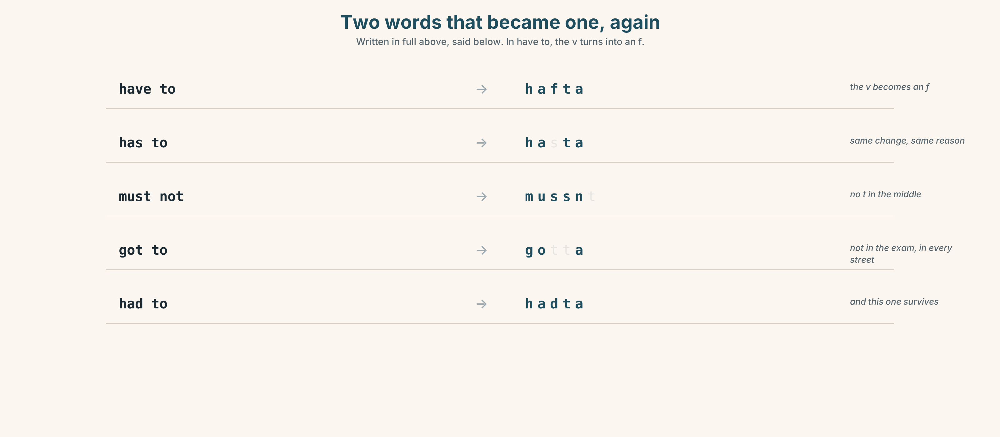 Two words that became one, again
Written in full above, said below. In have to, the v turns into an f.
have to → hafta the v becomes an f
has to → hasta same change, same reason
must not → mussnt no t in the middle
got to → gotta not in the exam, in every
street
had to → hadta and this one survives